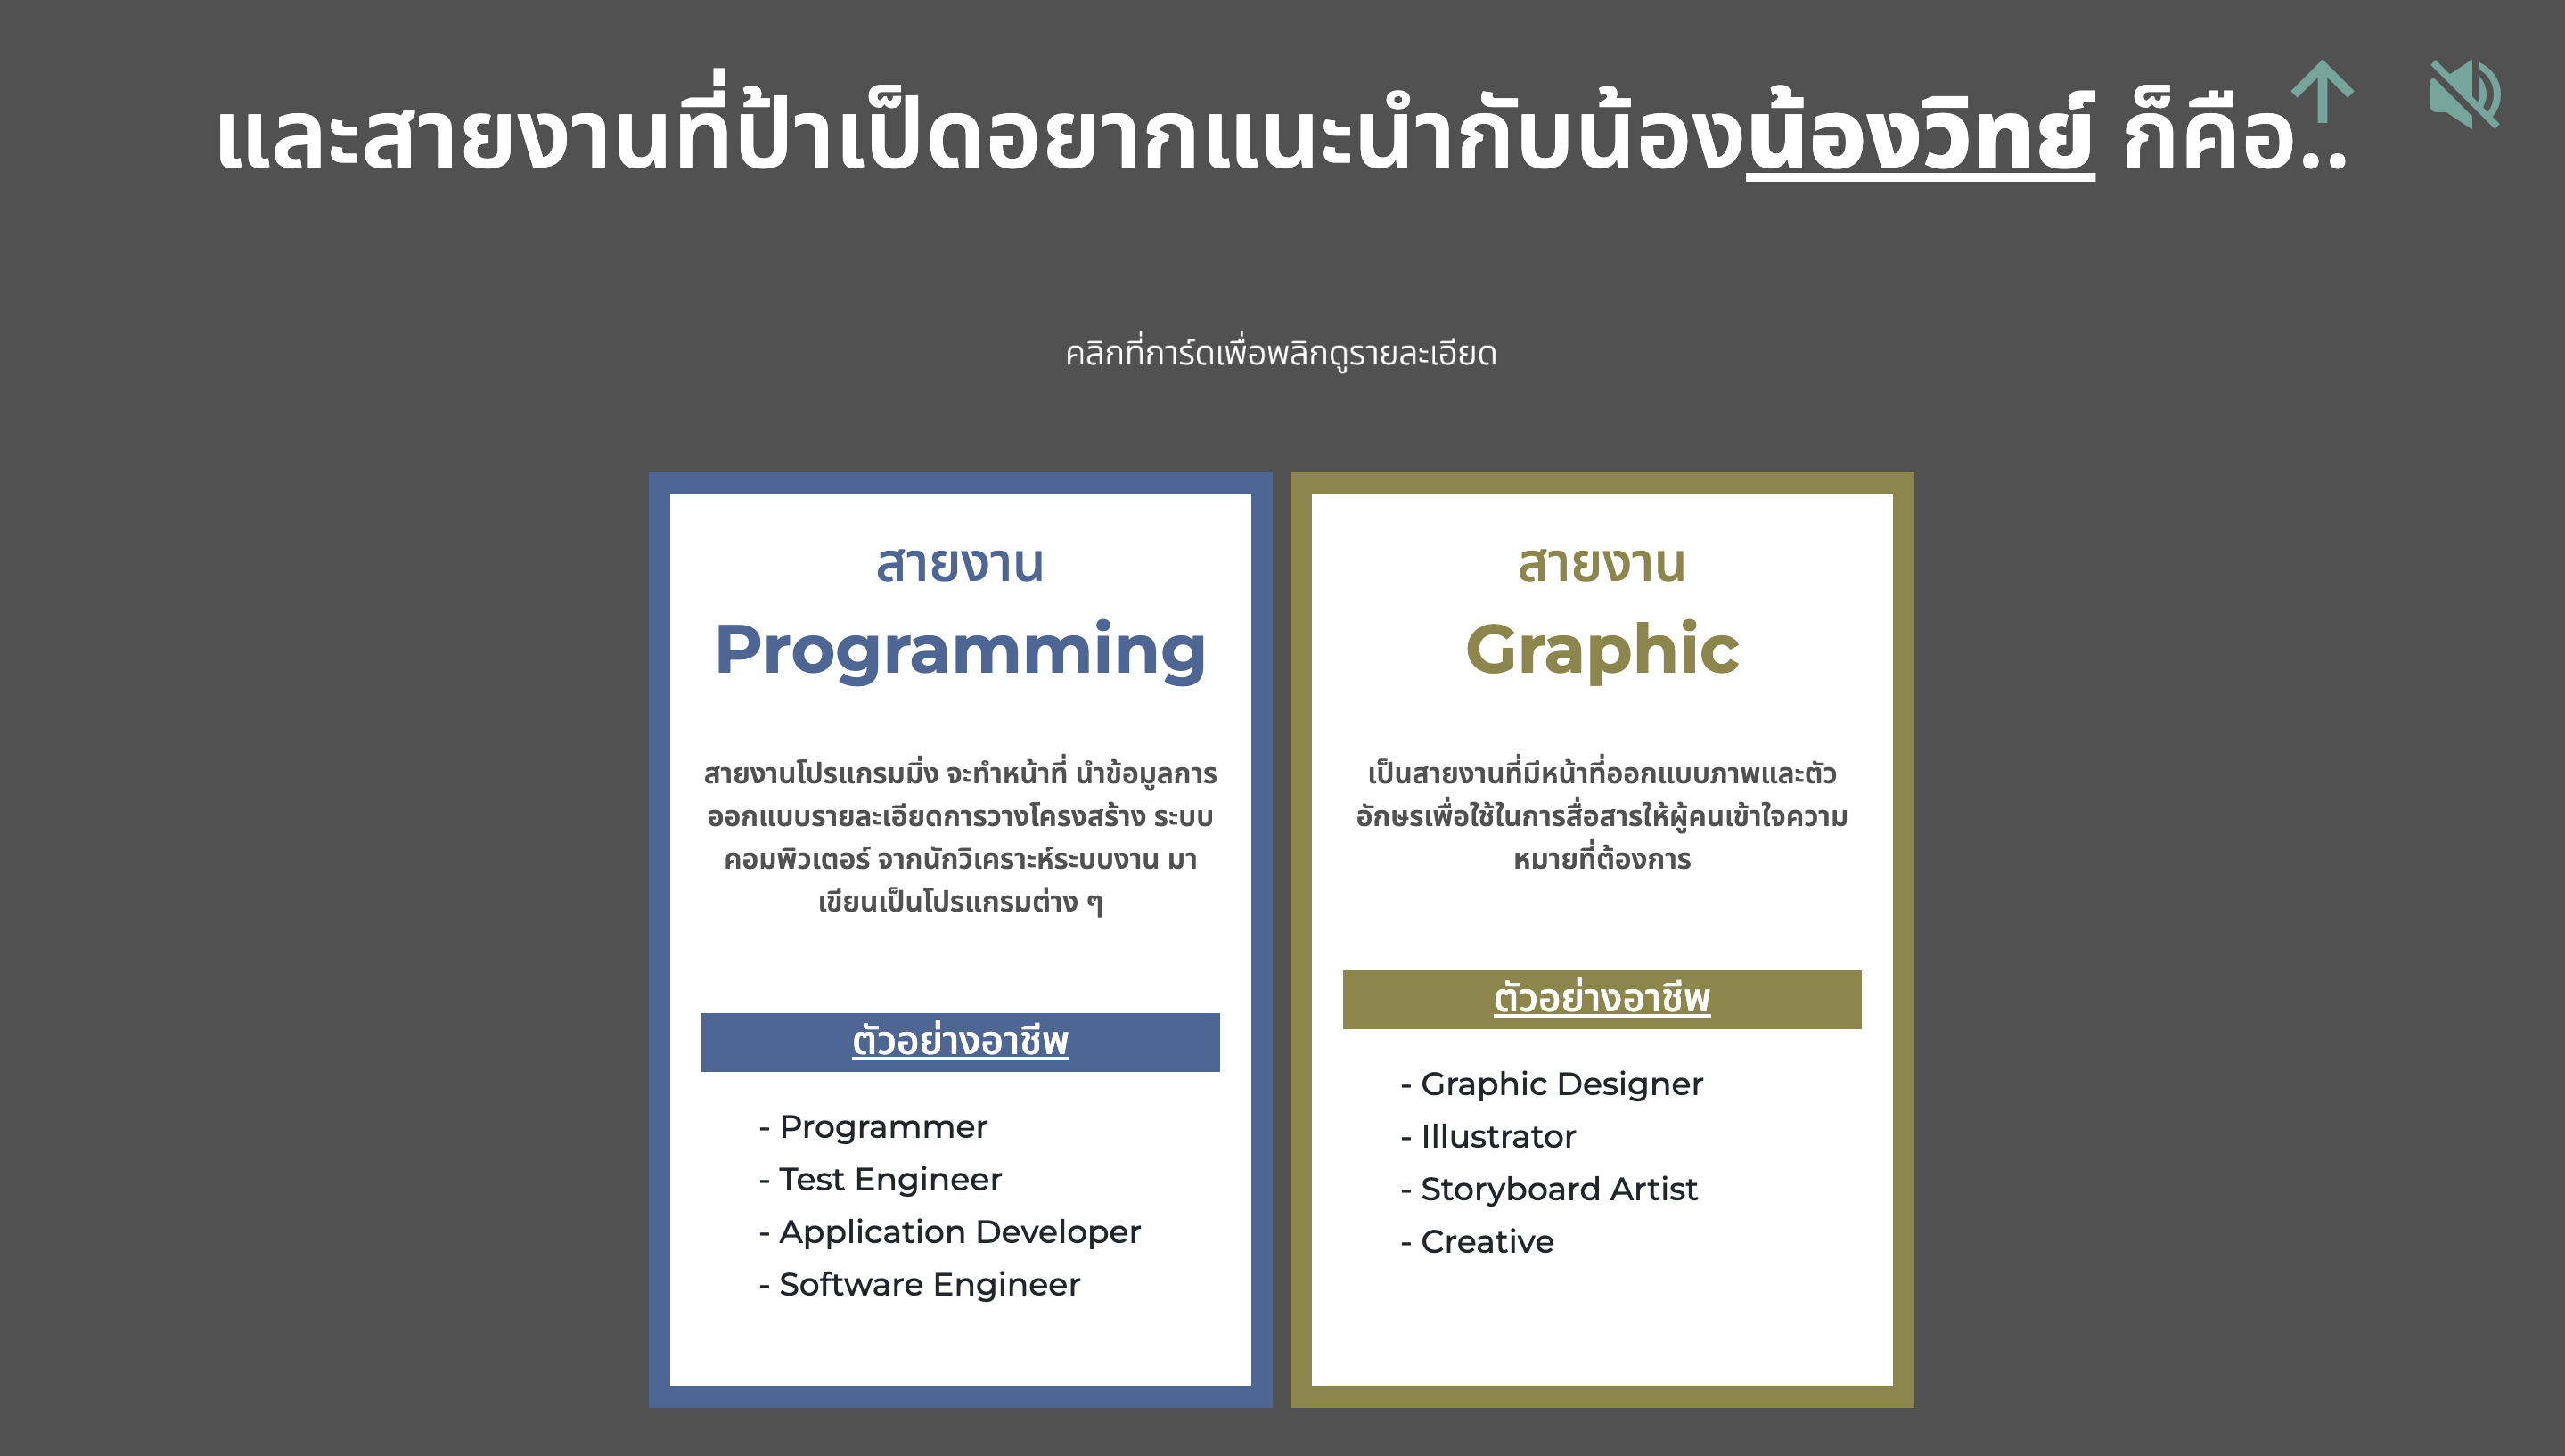 และสายงานที่ป้าเป็ดอยากแนะนำกับน้องน้องวิทย์ ก็คือ..
คลิกที่การ์ดเพื่อพลิกดูรายละเอียด
สายงาน
Programming
สายงานโปรแกรมมิ่ง จะทำหน้าที่ นำข้อมูลการ
ออกแบบรายละเอียดการวางโครงสร้าง ระบบ
คอมพิวเตอร์ จากนักวิเคราะห์ระบบงาน มา
เขียนเป็นโปรแกรมต่าง ๆ
ตัวอย่างอาชีพ
- Programmer
- Test Engineer
- Application Developer
- Software Engineer
สายงาน
Graphic
เป็นสายงานที่มีหน้าที่ออกแบบภาพและตัว
อักษรเพื่อใช้ในการสื่อสารให้ผู้คนเข้าใจความ
หมายที่ต้องการ
ตัวอย่างอาชีพ
- Graphic Designer
- Illustrator
- Storyboard Artist
- Creative